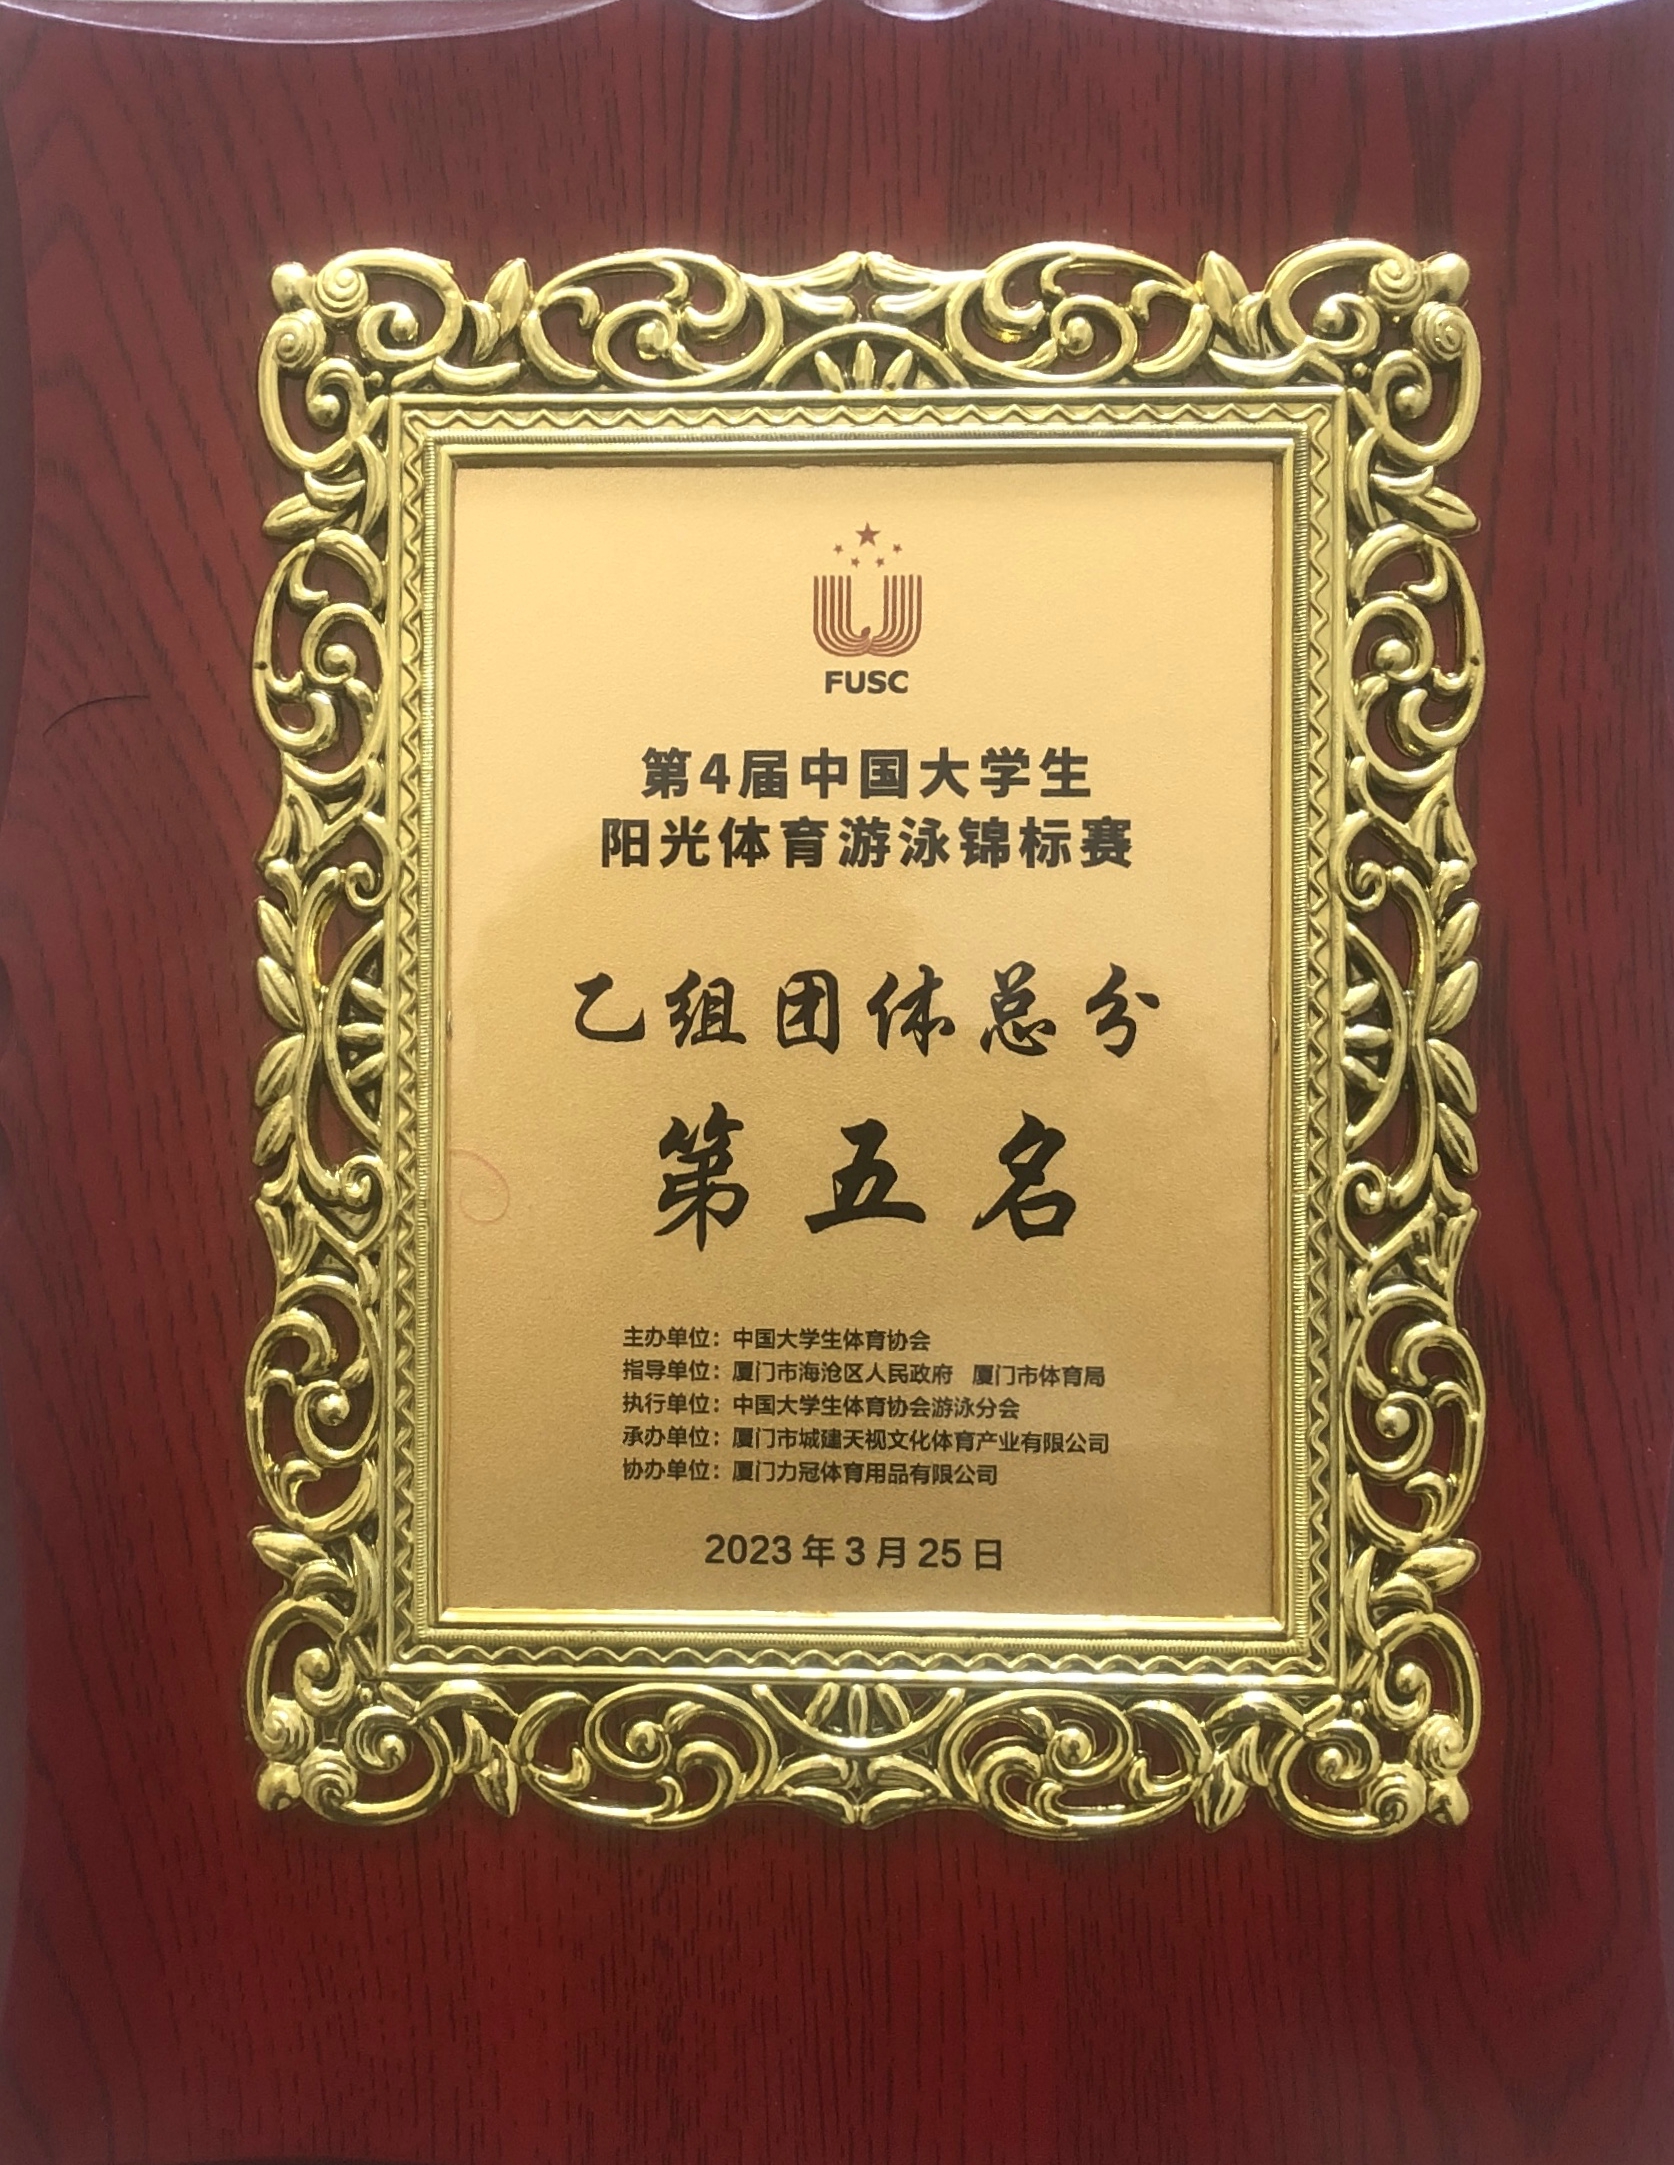 FUSC
第4届中国大学生
阳光体育游泳锦标赛
乙组团体总分
第五名
主办单位：中国大学生体育协会
指导单位：厦门市海沧区人民政府 厦门市体育局
执行单位：中国大学生体育协会游泳分会
承办单位：厦门市城建天视文化体育产业有限公司
协办单位：厦门力冠体育用品有限公司
2023年3月25日